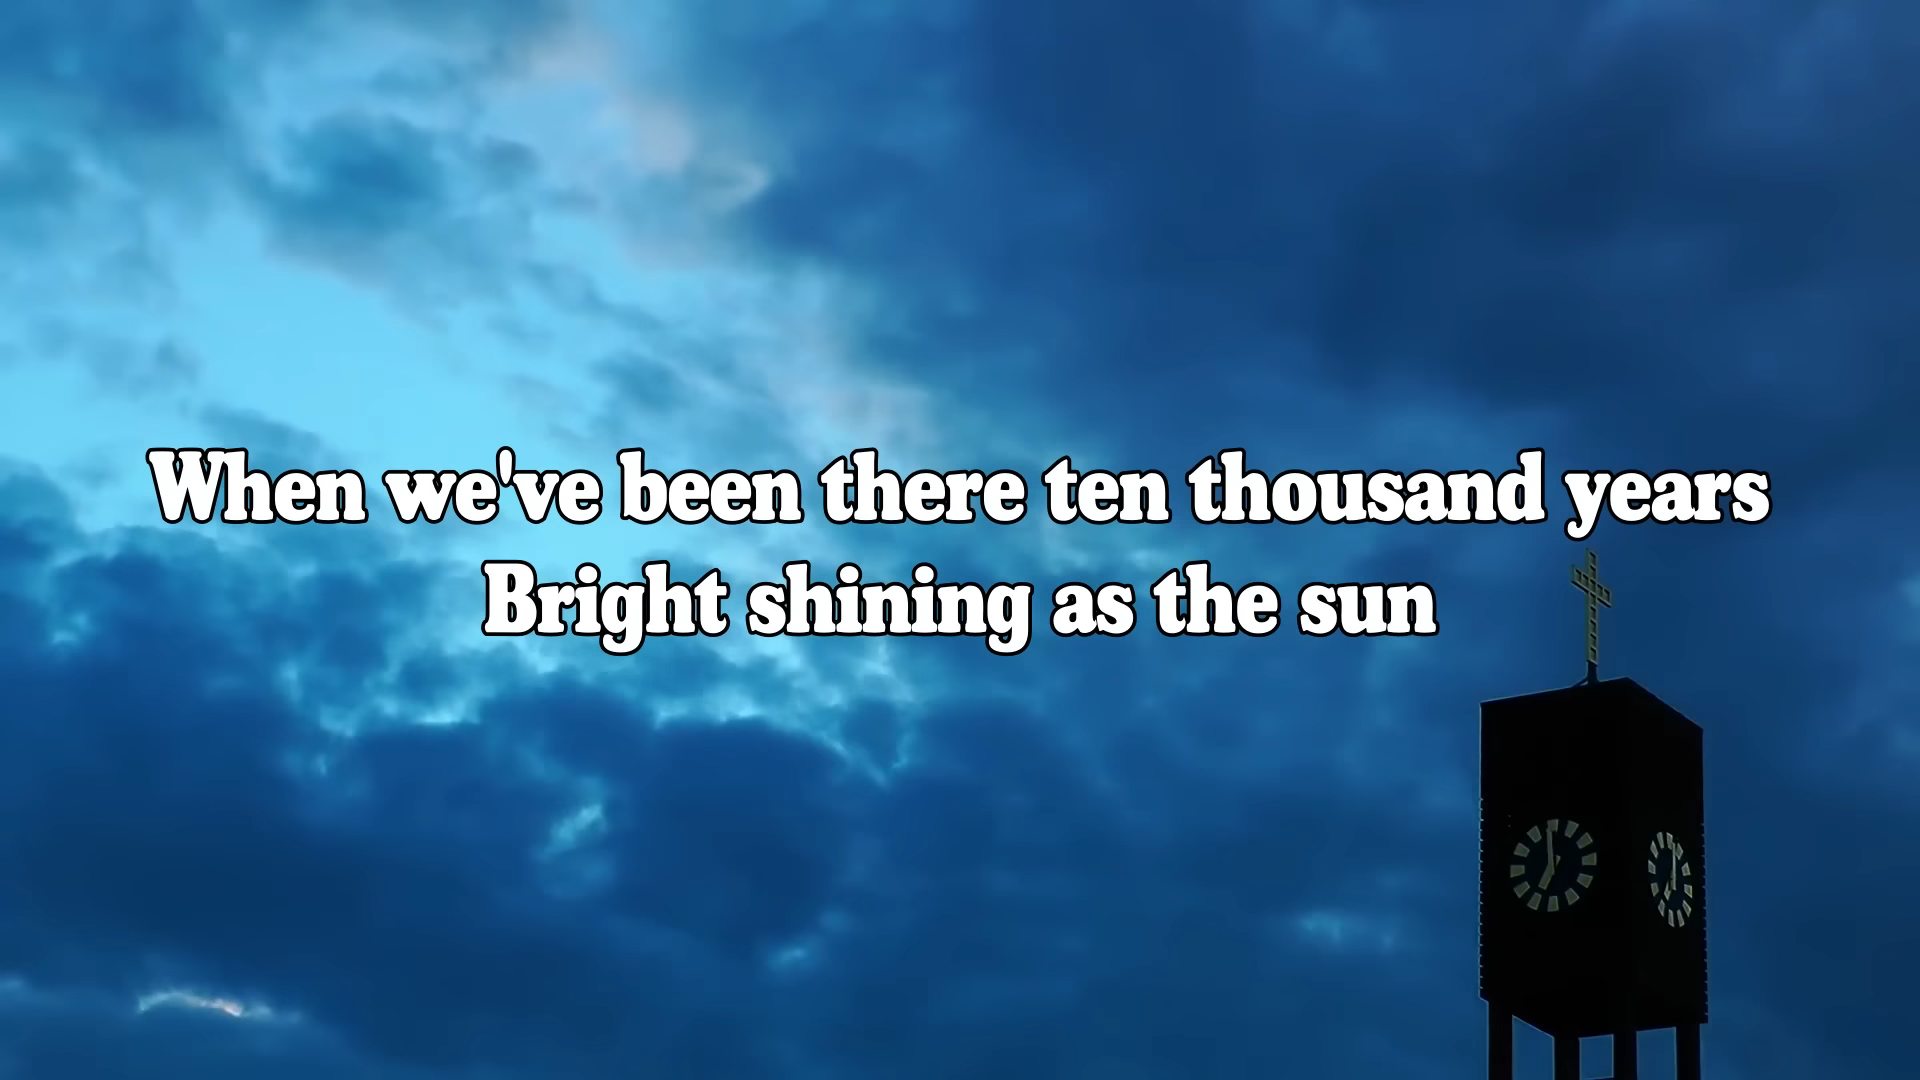 When we've been there ten thousand years
Bright shining as the sun